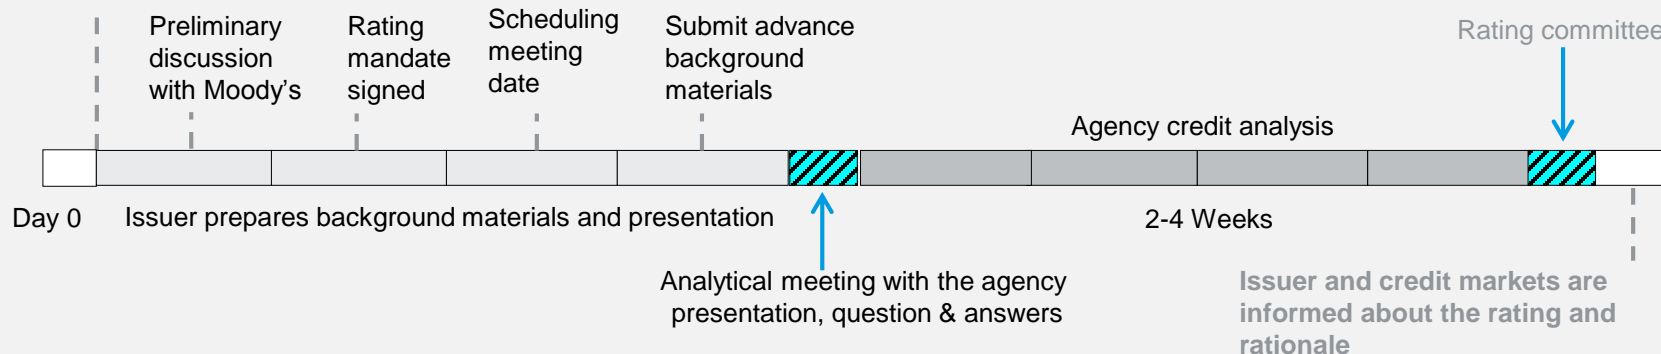 Preliminary
discussion
with Moody's
Rating
mandate
signed
Scheduling
meeting
date
Submit advance
background
materials
Rating committee
Agency credit analysis
Day 0
Issuer prepares background materials and presentation
2-4 Weeks
Analytical meeting with the agency
presentation, question & answers
Issuer and credit markets are
informed about the rating and
rationale